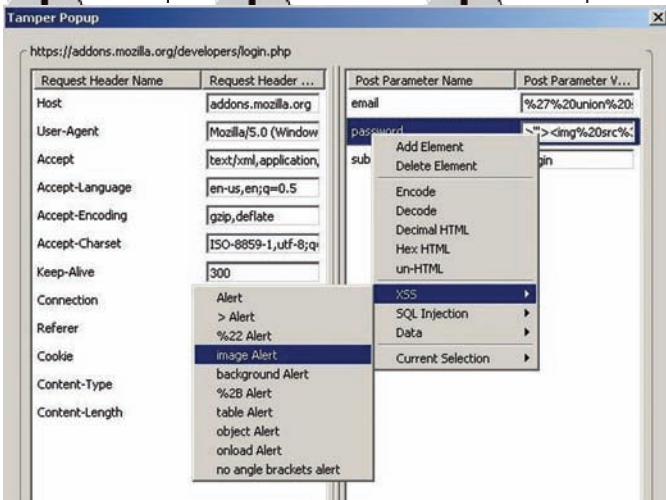 Tamper Popup
https://addons.mozilla.org/developers/login.php
Request Header Name Request Header ...
Host addons.mozilla.org
User-Agent Mozilla/5.0 (Window
Accept text/xml,application,
Accept-Language en-us,en;q=0.5
Accept-Encoding gzip,deflate
Accept-Charset ISO-8859-1,utf-8;q
Keep-Alive 300
Connection
Referer
Cookie
Content-Type
Content-Length
Post Parameter Name Post Parameter V...
email %27%20union%20
password >"'><img%20src%
sub gin
Add Element
Delete Element
Encode
Decode
Decimal HTML
Hex HTML
un-HTML
XSS
SQL Injection
Data
Current Selection
Alert
> Alert
%22 Alert
image Alert
background Alert
%2B Alert
table Alert
object Alert
onload Alert
no angle brackets alert